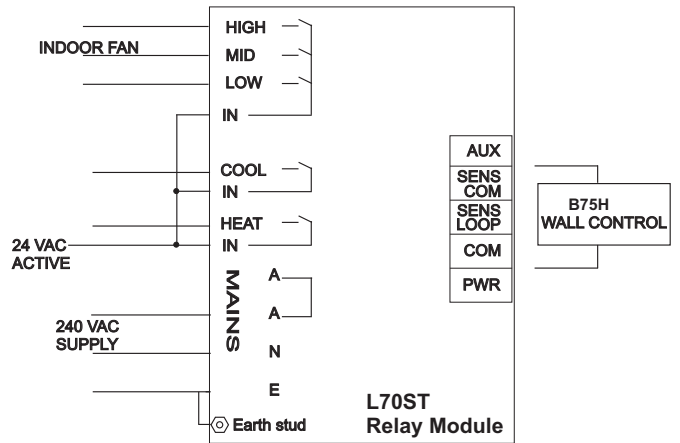 HIGH
INDOOR FAN
MID
LOW
IN
COOL
IN
HEAT
24 VAC
ACTIVE
IN
MAINS
A
A
240 VAC
SUPPLY
N
E
Earth stud
L70ST
Relay Module
AUX
SENS
COM
SENS
LOOP
COM
PWR
B75H
WALL CONTROL